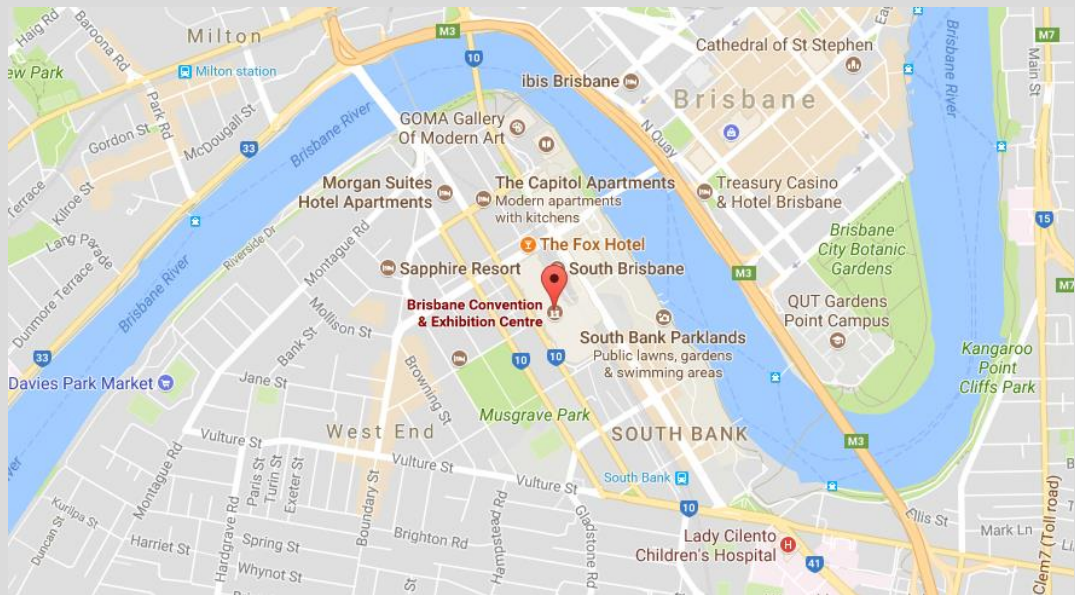 Haig Rd
Baroona Rd
Milton
M3
10
Cathedral of St Stephen
M7
Main St
Brisbane River
Milton station
ew Park
Park Rd
ibis Brisbane
Brisbane
GOMA Gallery
Of Modern Art
N Quay
Gordon St
McDougall St
33
Brisbane River
Terrace
Kilroe St
Morgan Suites
Hotel Apartments
The Capitol Apartments
Modern apartments
with kitchens
Treasury Casino
& Hotel Brisbane
15
Lang Parade
Riverside Dr
Montague Rd
The Fox Hotel
Brisbane
City Botanic
Gardens
Dunmore Terrace
Brisbane River
Sapphire Resort
South Brisbane
M3
M7
Brisbane Convention
& Exhibition Centre
QUT Gardens
Point Campus
Mollison St
Bank St
South Bank Parklands
Public lawns, gardens
& swimming areas
33
10
10
Kangaroo
Point
Cliffs Park
Davies Park Market
Jane St
Browning St
Musgrave Park
West End
SOUTH BANK
M3
Vulture St
Vulture St
Vulture St
South Bank
Montague Rd
Paris St
Turin St
Exeter St
Boundary St
Hampstead Rd
Gladstone Rd
10
Ellis St
Kurilpa St
Duncan St
Hardgrave Rd
Harriet St
Spring St
Brighton Rd
Whynot St
Lady Cilento
Children's Hospital
H
41
Mark Ln
Clem7 (Toll road)